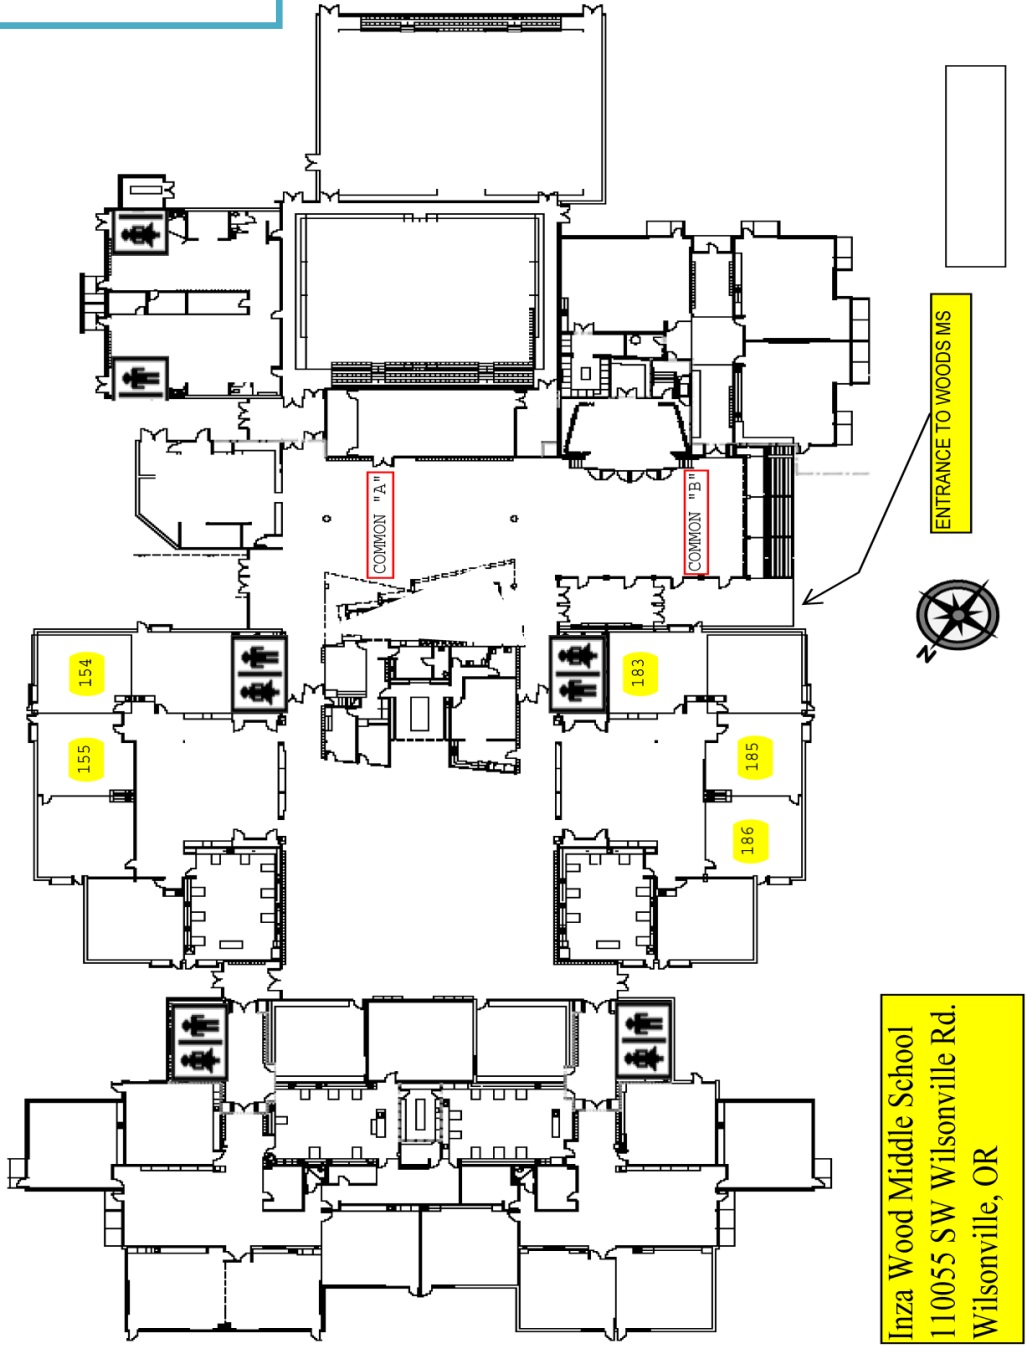 COMMON "A"
COMMON "B"
ENTRANCE TO WOODS MS
154
183
155
185
186
N
Inza Wood Middle School
110055 SW Wilsonville Rd.
Wilsonville, OR